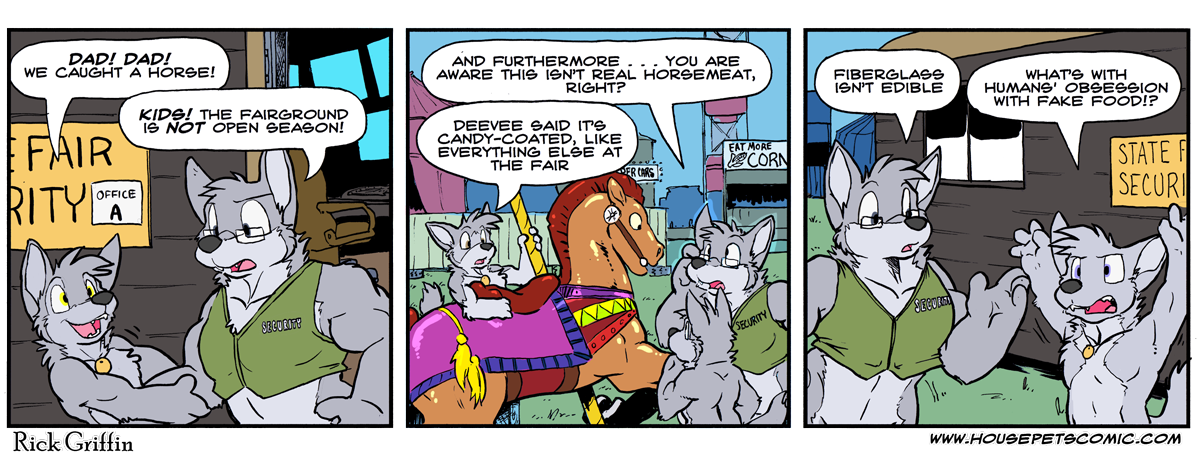 DAD! DAD!
WE CAUGHT A HORSE!
KIDS! THE FAIRGROUND
IS NOT OPEN SEASON!
E FAIR
RITY
OFFICE
A
SECURITY
AND FURTHERMORE . . . YOU ARE
AWARE THIS ISN'T REAL HORSEMEAT,
RIGHT?
DEEVEE SAID IT'S
CANDY-COATED, LIKE
EVERYTHING ELSE AT
THE FAIR
PER CARS
EAT MORE
CORN
SECURITY
FIBERGLASS
ISN'T EDIBLE
WHAT'S WITH
HUMANS' OBSESSION
WITH FAKE FOOD!?
STATE F
SECURI
SECURITY
Rick Griffin
WWW.HOUSEPETSCOMIC.COM